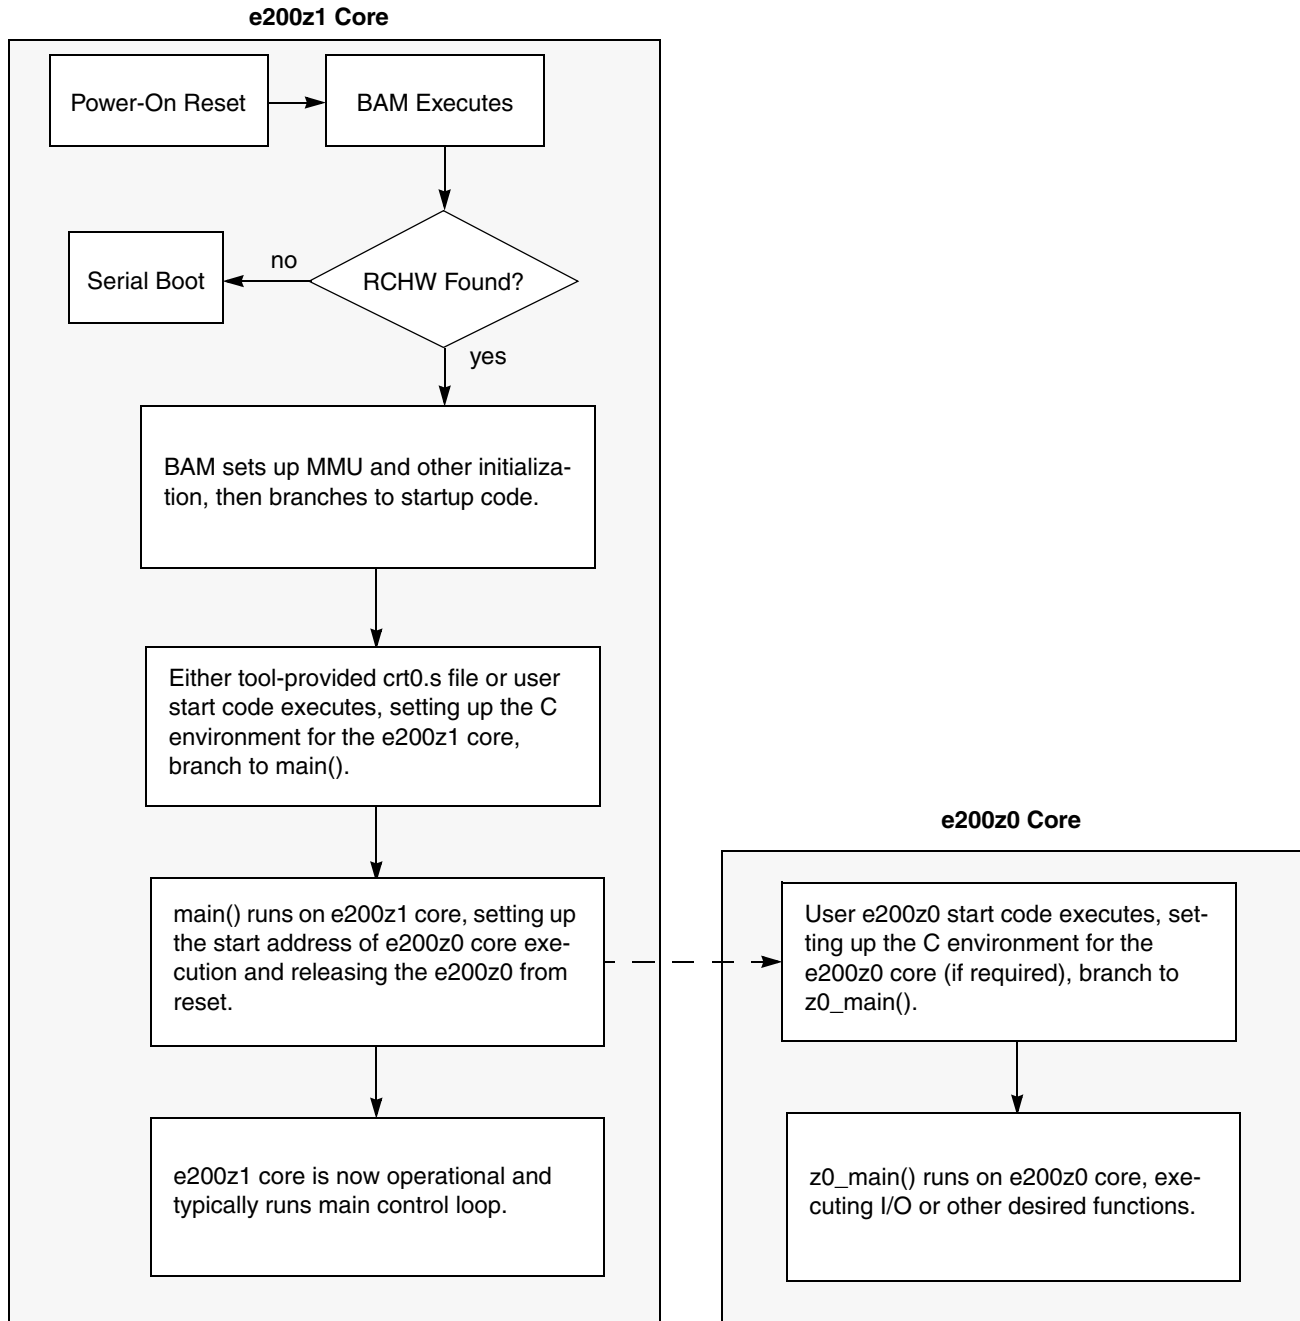 e200z1 Core
Power-On Reset
BAM Executes
Serial Boot
no
RCHW Found?
yes
BAM sets up MMU and other initializa-
tion, then branches to startup code.
Either tool-provided crt0.s file or user
start code executes, setting up the C
environment for the e200z1 core,
branch to main().
main() runs on e200z1 core, setting up
the start address of e200z0 core exe-
cution and releasing the e200z0 from
reset.
e200z1 core is now operational and
typically runs main control loop.
e200z0 Core
User e200z0 start code executes, set-
ting up the C environment for the
e200z0 core (if required), branch to
z0_main().
z0_main() runs on e200z0 core, exe-
cuting I/O or other desired functions.